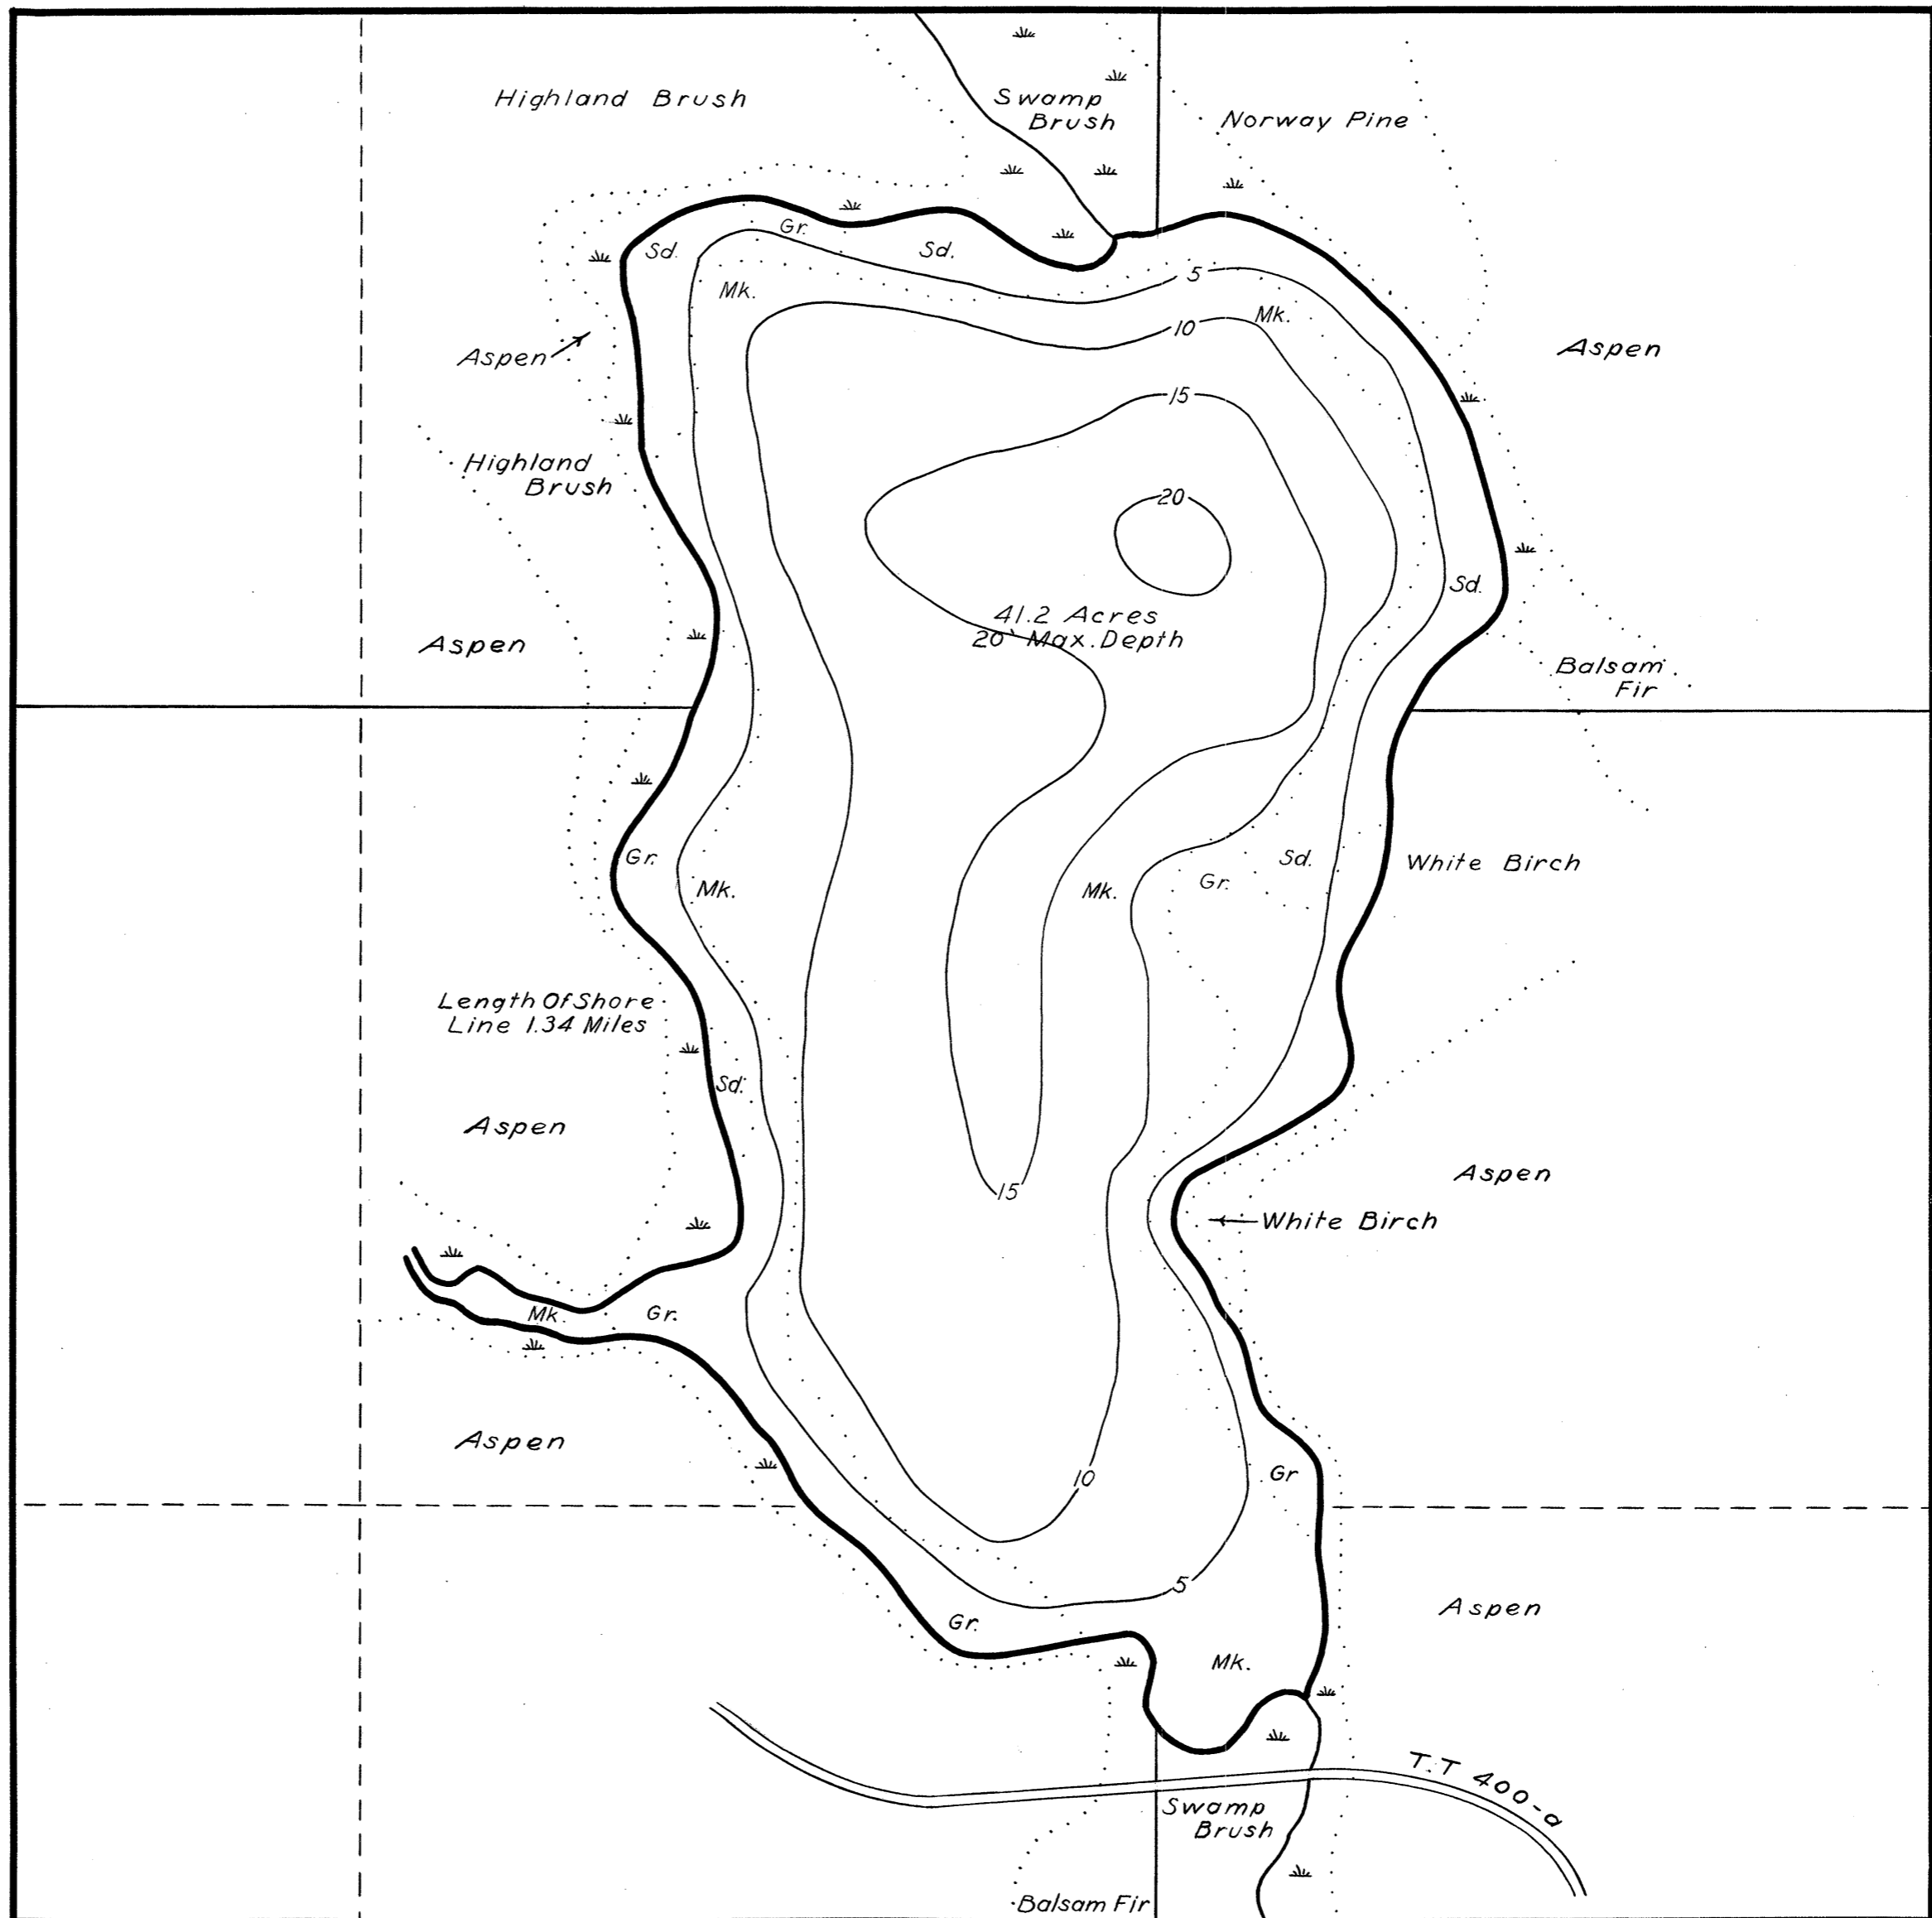 Highland Brush
Swamp
Brush
Norway Pine
Gr.
Sd.
Sd.
Mk.
5
Mk.
10
Aspen
Aspen
15
Highland
Brush
20
Sd.
41.2 Acres
20' Max. Depth
Aspen
Balsam
Fir
Gr.
Mk.
Mk.
Gr.
Sd.
White Birch
Length Of Shore
Line 1.34 Miles
Sd.
Aspen
Aspen
15
White Birch
Mk.
Gr.
Aspen
10
Gr
5
Aspen
Gr.
Mk.
T.T 400-a
Swamp
Brush
Balsam Fir